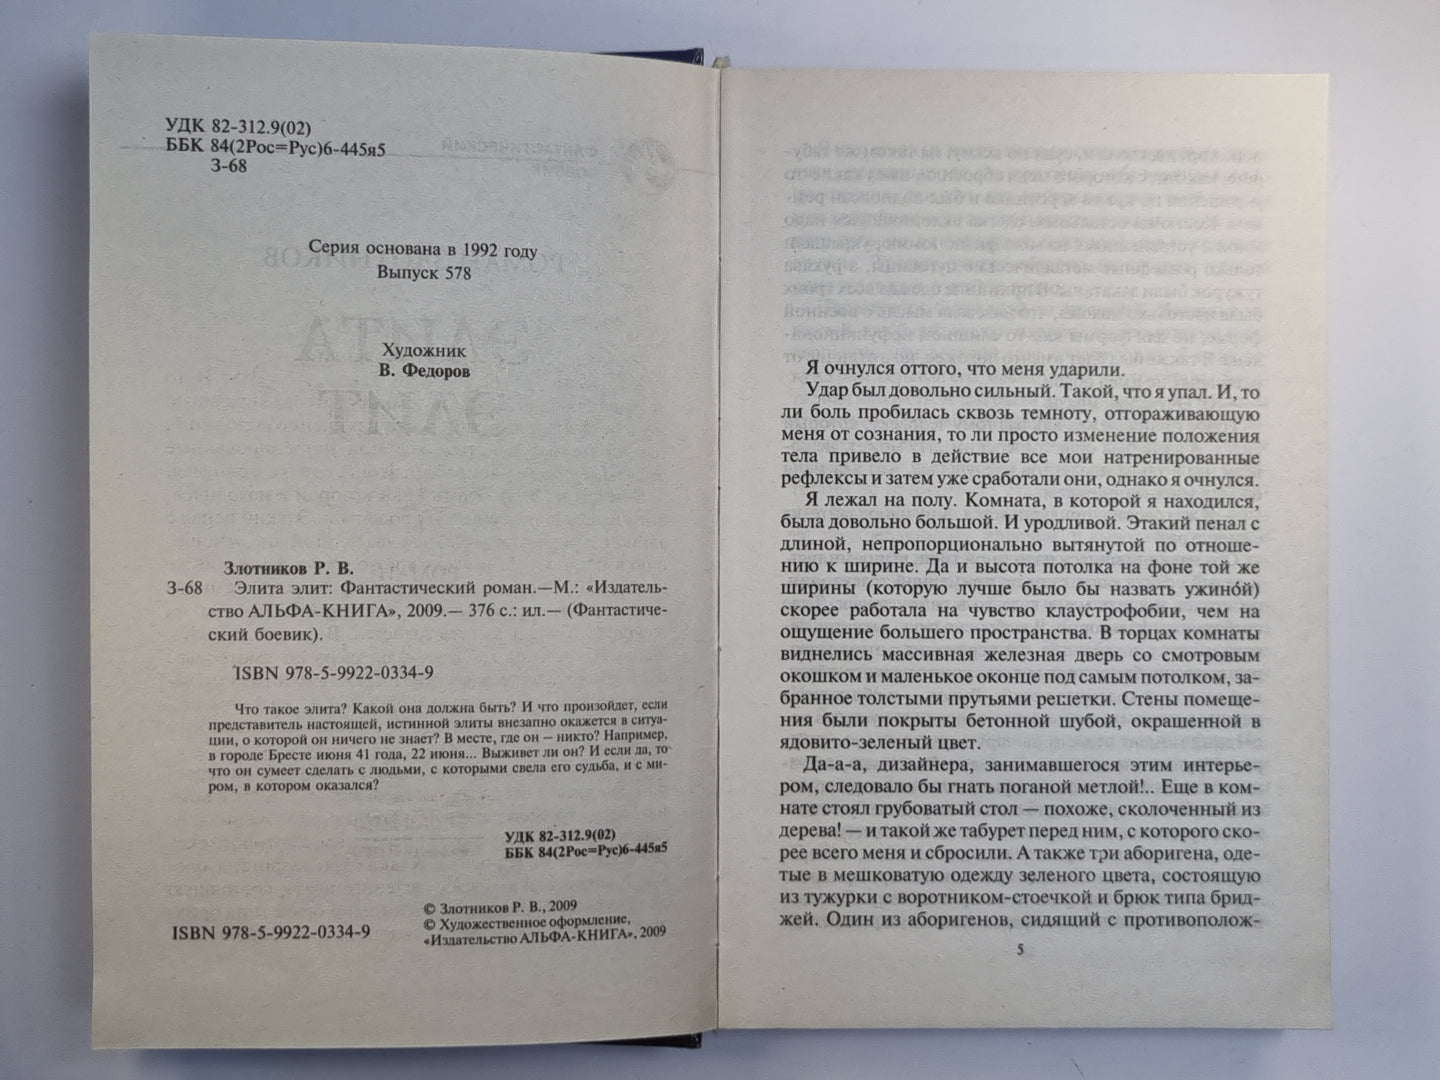 УДК 82-312.9(02)
ББК 84(2Рос=Рус)6-445я5
З-68
Серия основана в 1992 году
Выпуск 578
Художник
В. Федоров
Злотников Р. В.
З-68 Элита элит: Фантастический роман.—М.: «Издатель-
ство АЛЬФА-КНИГА», 2009.— 376 с.: ил.— (Фантастиче-
ский боевик).
ISBN 978-5-9922-0334-9
Что такое элита? Какой она должна быть? И что произойдет, если
представитель настоящей, истинной элиты внезапно окажется в ситуа-
ции, о которой он ничего не знает? В месте, где он — никто? Например,
в городе Бресте июня 41 года, 22 июня... Выживет ли он? И если да, то
что он сумеет сделать с людьми, с которыми свела его судьба, и с ми-
ром, в котором оказался?
УДК 82-312.9(02)
ББК 84(2Рос=Рус)6-445я5
© Злотников Р. В., 2009
© Художественное оформление,
«Издательство АЛЬФА-КНИГА», 2009
ISBN 978-5-9922-0334-9
Я очнулся оттого, что меня ударили.
Удар был довольно сильный. Такой, что я упал. И, то
ли боль пробилась сквозь темноту, отгораживающую
меня от сознания, то ли просто изменение положения
тела привело в действие все мои натренированные
рефлексы и затем уже сработали они, однако я очнулся.
Я лежал на полу. Комната, в которой я находился,
была довольно большой. И уродливой. Этакий пенал с
длиной, непропорционально вытянутой по отноше-
нию к ширине. Да и высота потолка на фоне той же
ширины (которую лучше было бы назвать ужино́й)
скорее работала на чувство клаустрофобии, чем на
ощущение большего пространства. В торцах комнаты
виднелись массивная железная дверь со смотровым
окошком и маленькое оконце под самым потолком, за-
бранное толстыми прутьями решетки. Стены помеще-
ния были покрыты бетонной шубой, окрашенной в
ядовито-зеленый цвет.
Да-а-а, дизайнера, занимавшегося этим интерье-
ром, следовало бы гнать поганой метлой!.. Еще в ком-
нате стоял грубоватый стол — похоже, сколоченный из
дерева! — и такой же табурет перед ним, с которого ско-
рее всего меня и сбросили. А также три аборигена, оде-
тые в мешковатую одежду зеленого цвета, состоящую
из тужурки с воротником-стоечкой и брюк типа брид-
жей. Один из аборигенов, сидящий с противополож-
5